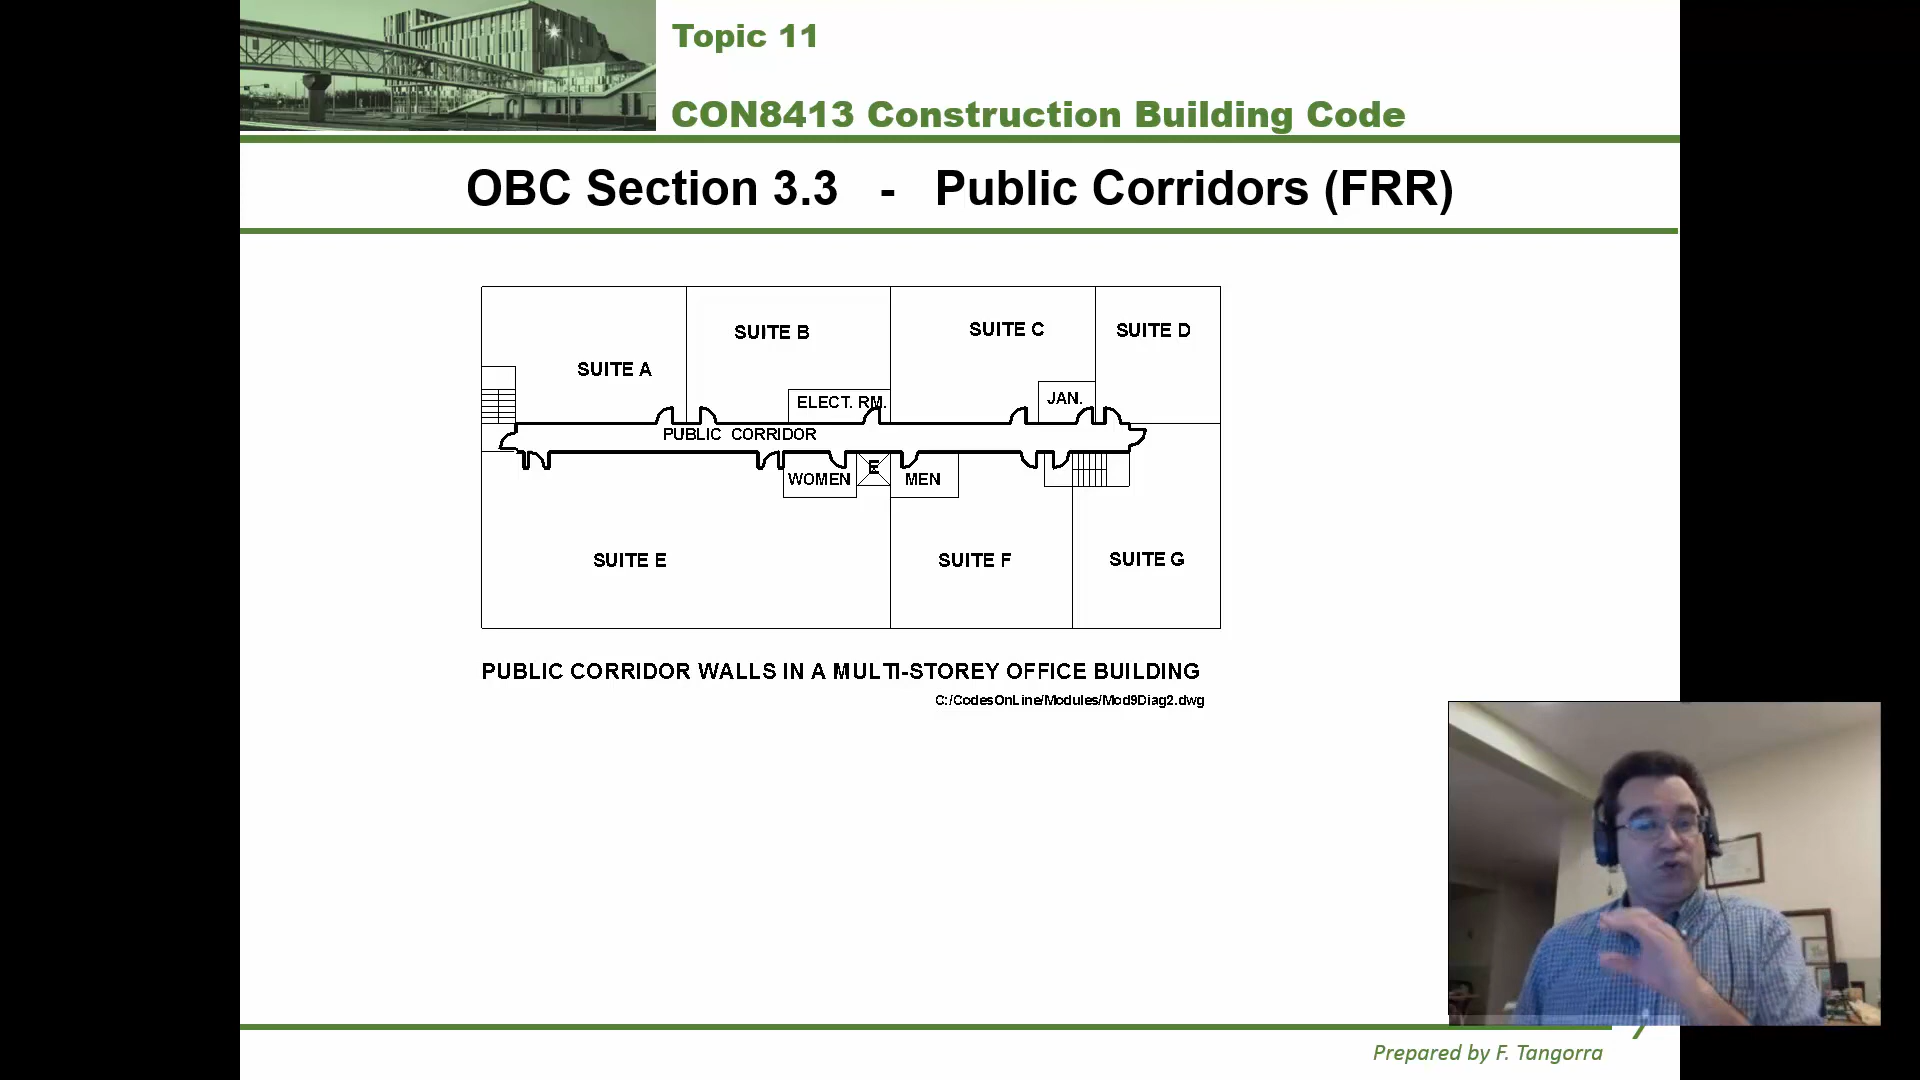 Topic 11
CON8413 Construction Building Code
OBC Section 3.3 - Public Corridors (FRR)
SUITE A
SUITE B
SUITE C
SUITE D
ELECT. RM.
JAN.
PUBLIC CORRIDOR
WOMEN
E
MEN
SUITE E
SUITE F
SUITE G
PUBLIC CORRIDOR WALLS IN A MULTI-STOREY OFFICE BUILDING
C:/CodesOnLine/Modules/Mod9Diag2.dwg
Prepared by F. Tangorra